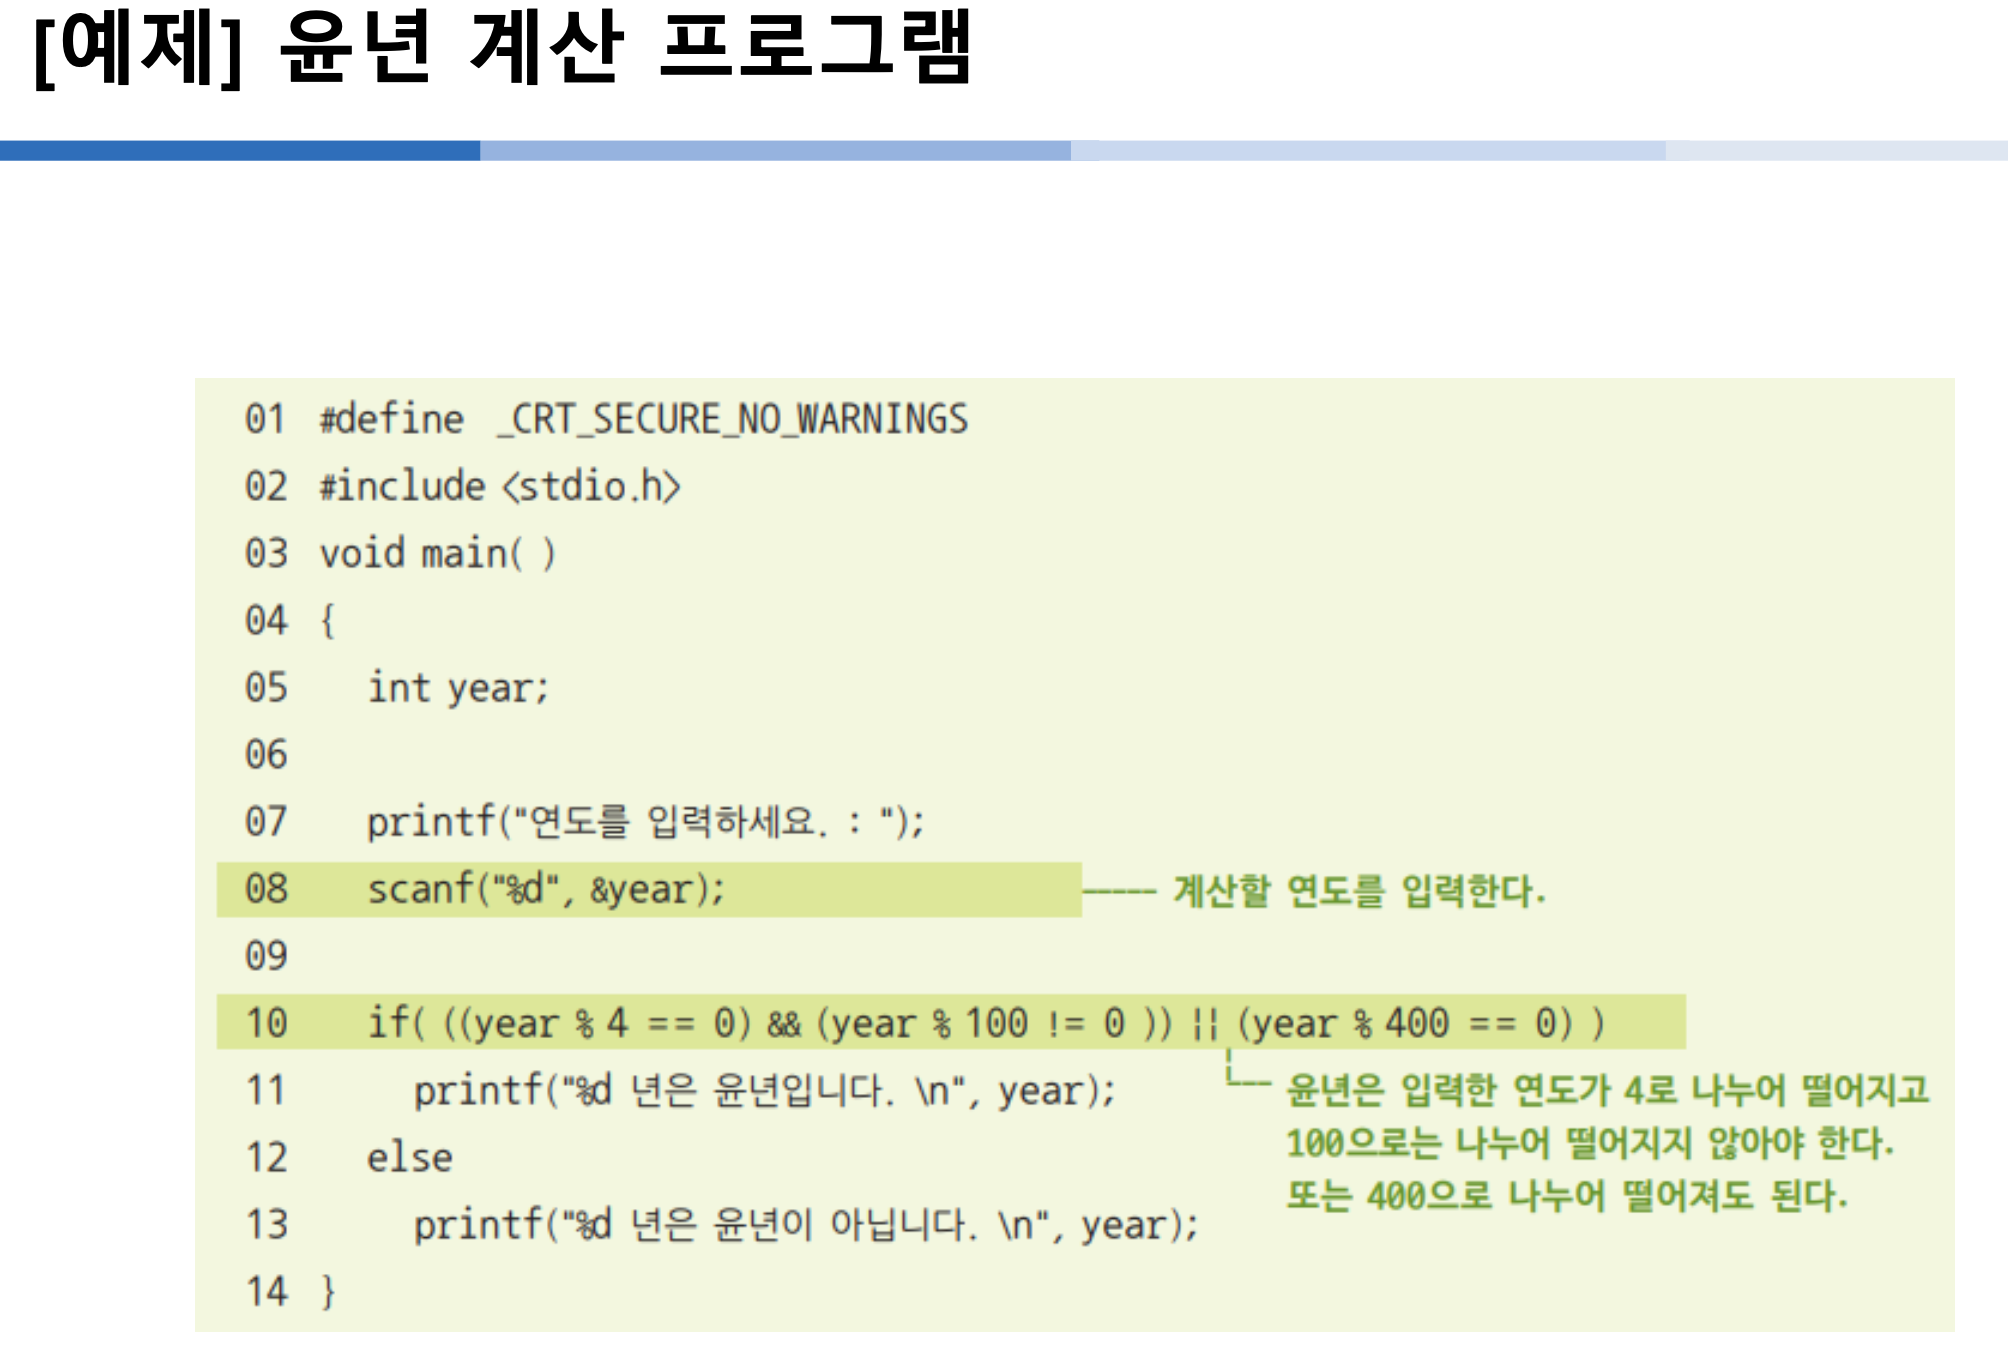 [예제] 윤년 계산 프로그램
01 #define _CRT_SECURE_NO_WARNINGS
02 #include <stdio.h>
03 void main( )
04 {
05 int year;
06
07 printf("연도를 입력하세요. : ");
08 scanf("%d", &year); 계산할 연도를 입력한다.
09
10 if( ((year % 4 == 0) && (year % 100 != 0 )) || (year % 400 == 0) )
11 printf("%d 년은 윤년입니다. \n", year);
윤년은 입력한 연도가 4로 나누어 떨어지고
100으로는 나누어 떨어지지 않아야 한다.
또는 400으로 나누어 떨어져도 된다.
12 else
13 printf("%d 년은 윤년이 아닙니다. \n", year);
14 }